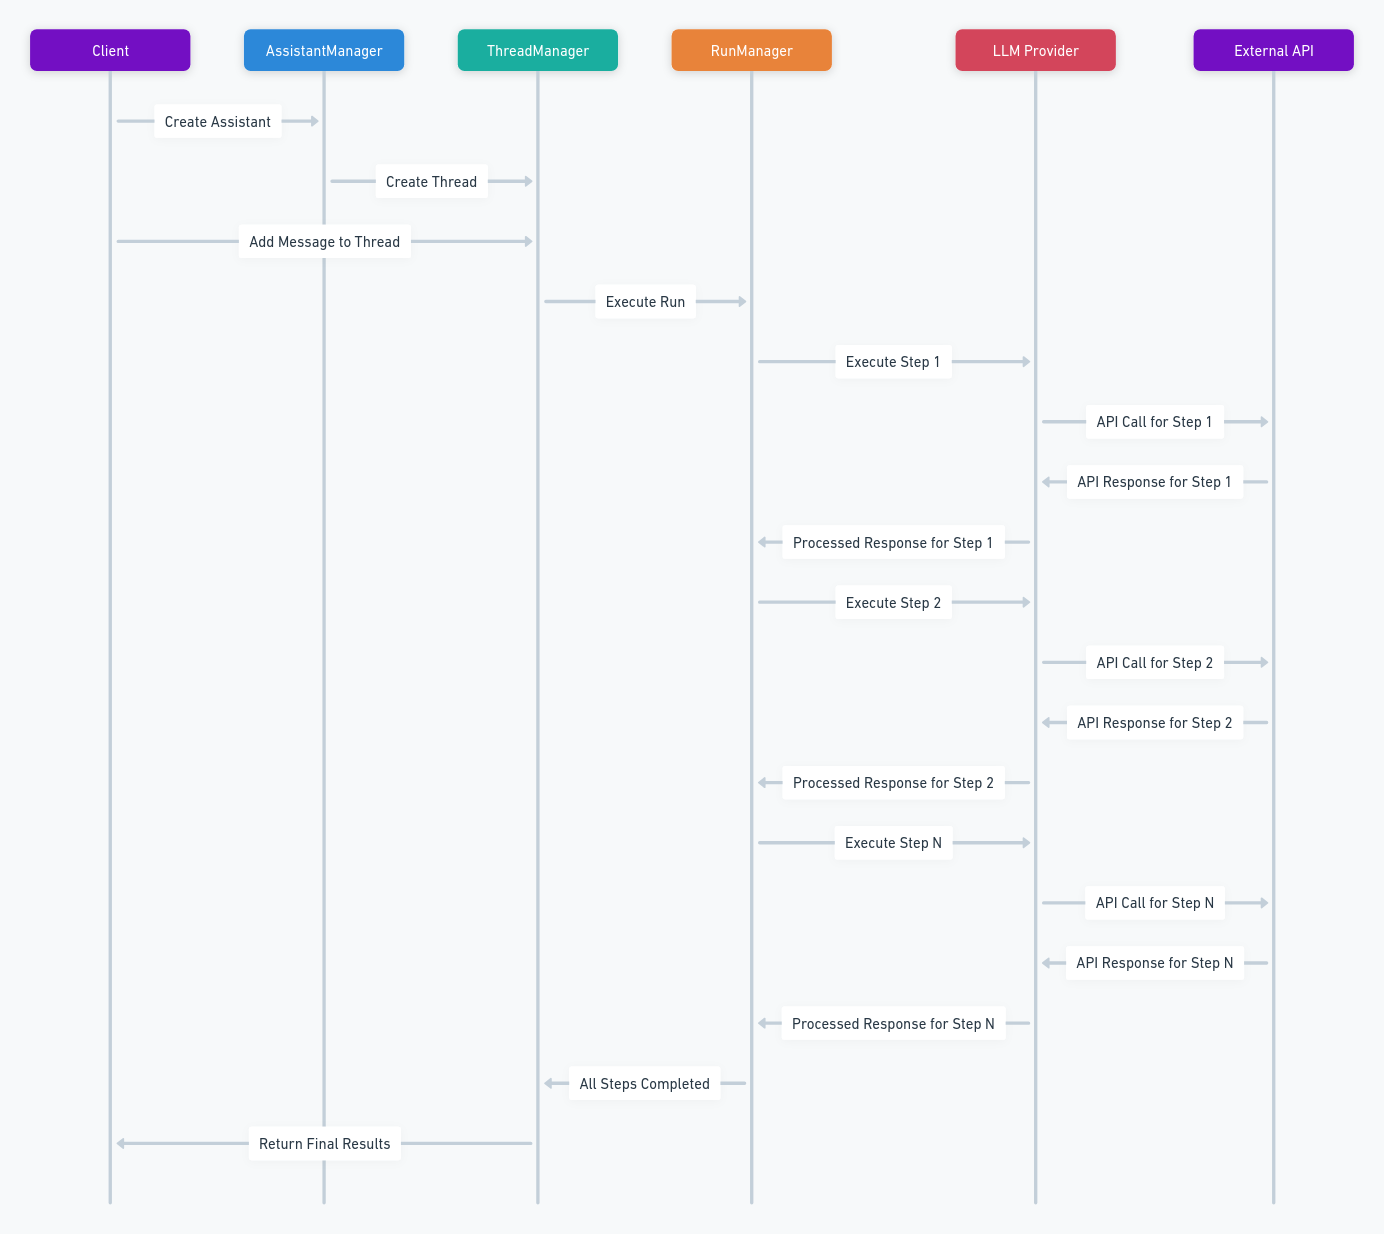 Client
AssistantManager
ThreadManager
RunManager
LLM Provider
External API
Create Assistant
Create Thread
Add Message to Thread
Execute Run
Execute Step 1
API Call for Step 1
API Response for Step 1
Processed Response for Step 1
Execute Step 2
API Call for Step 2
API Response for Step 2
Processed Response for Step 2
Execute Step N
API Call for Step N
API Response for Step N
Processed Response for Step N
All Steps Completed
Return Final Results